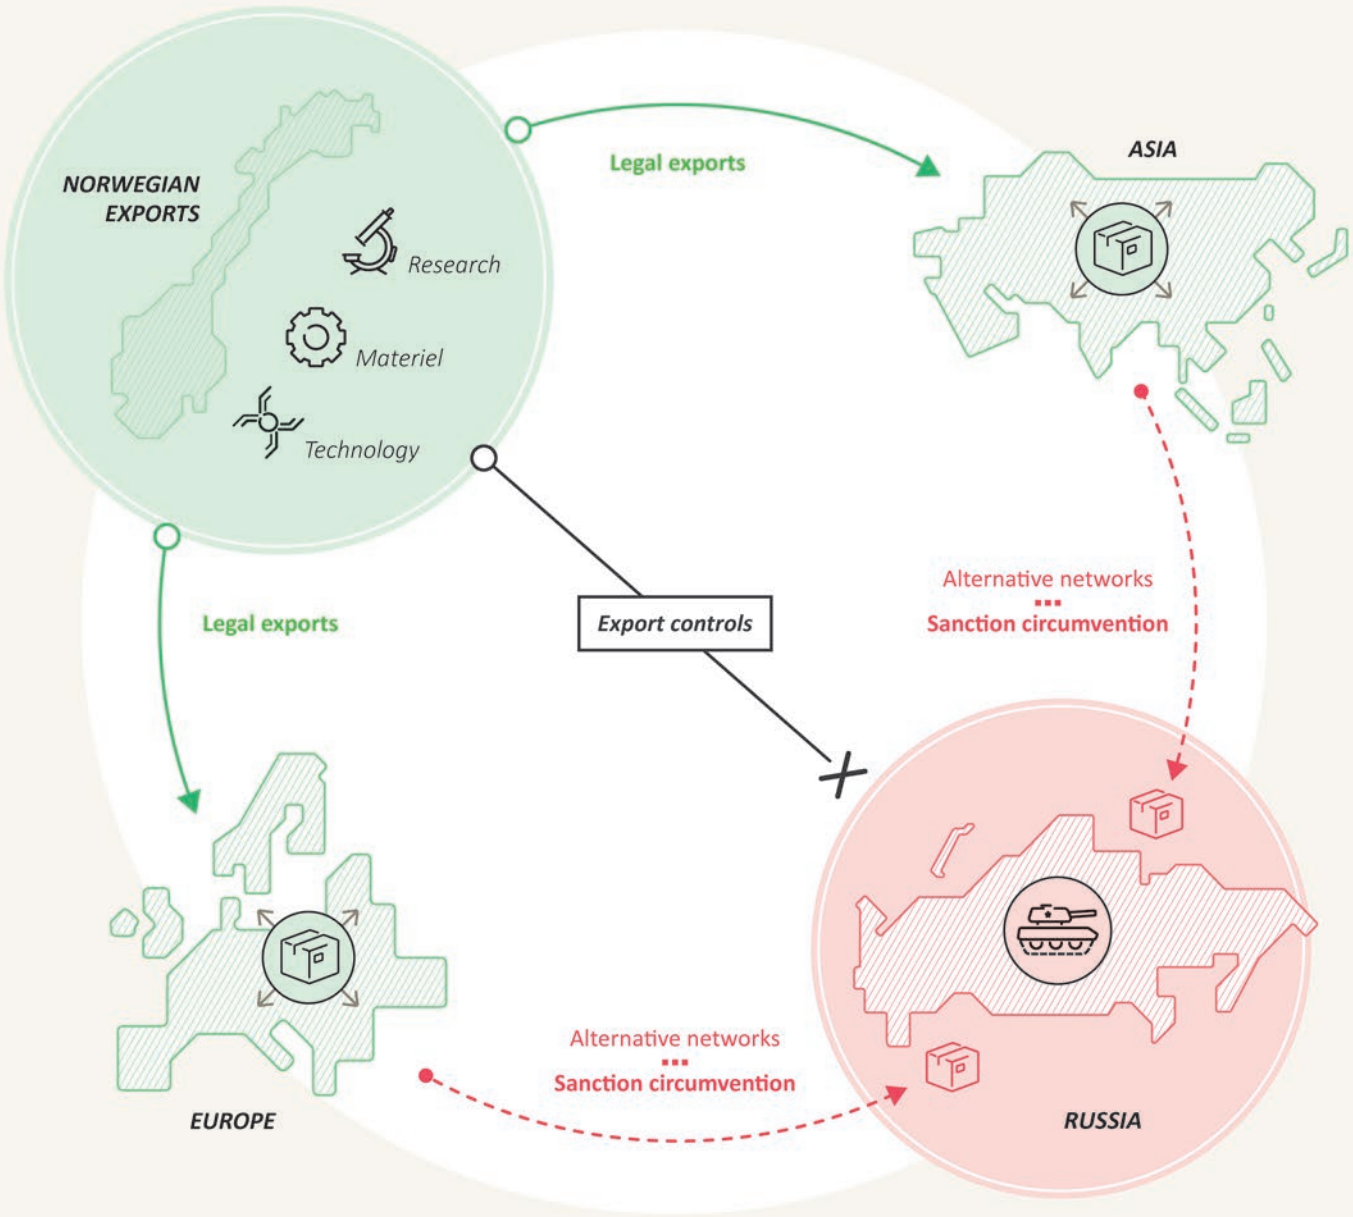 NORWEGIAN
EXPORTS
Research
Materiel
Technology
Legal exports
ASIA
Legal exports
Export controls
Alternative networks
Sanction circumvention
EUROPE
Alternative networks
Sanction circumvention
RUSSIA